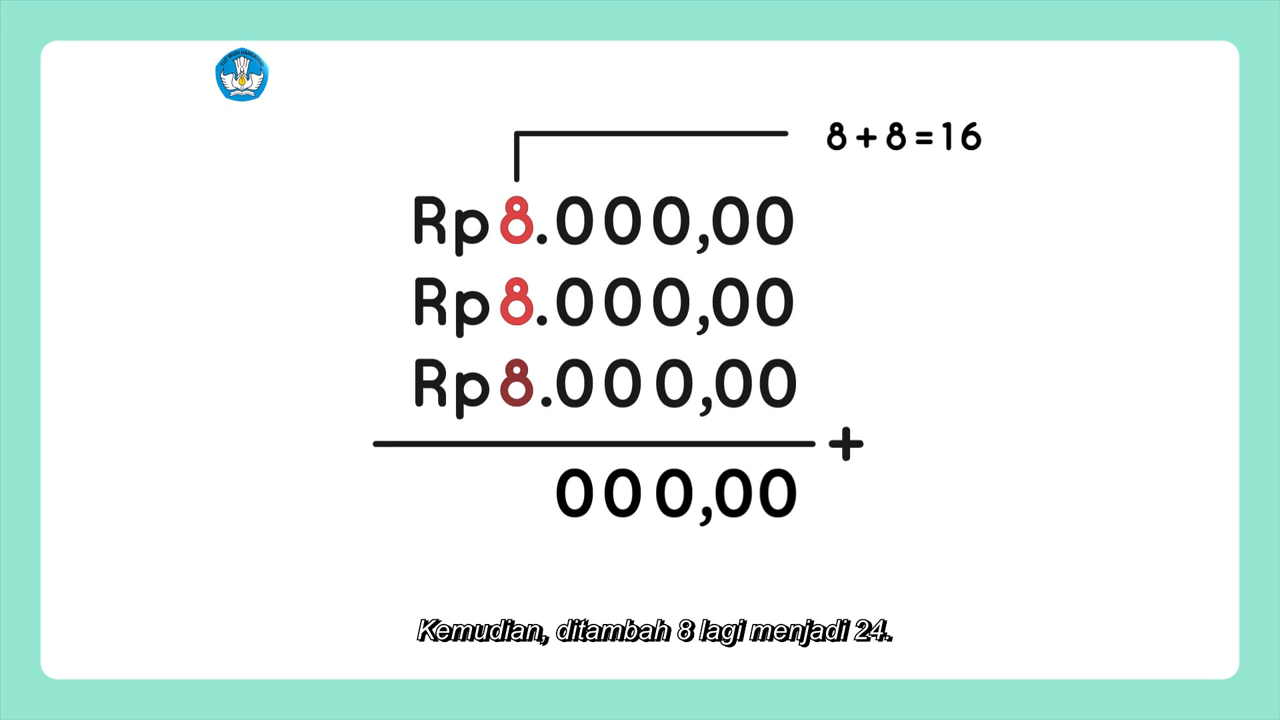 8+8=16
Rp8.000,00
Rp8.000,00
Rp8.000,00
+
000,00
Kemudian, ditambah 8 lagi menjadi 24.